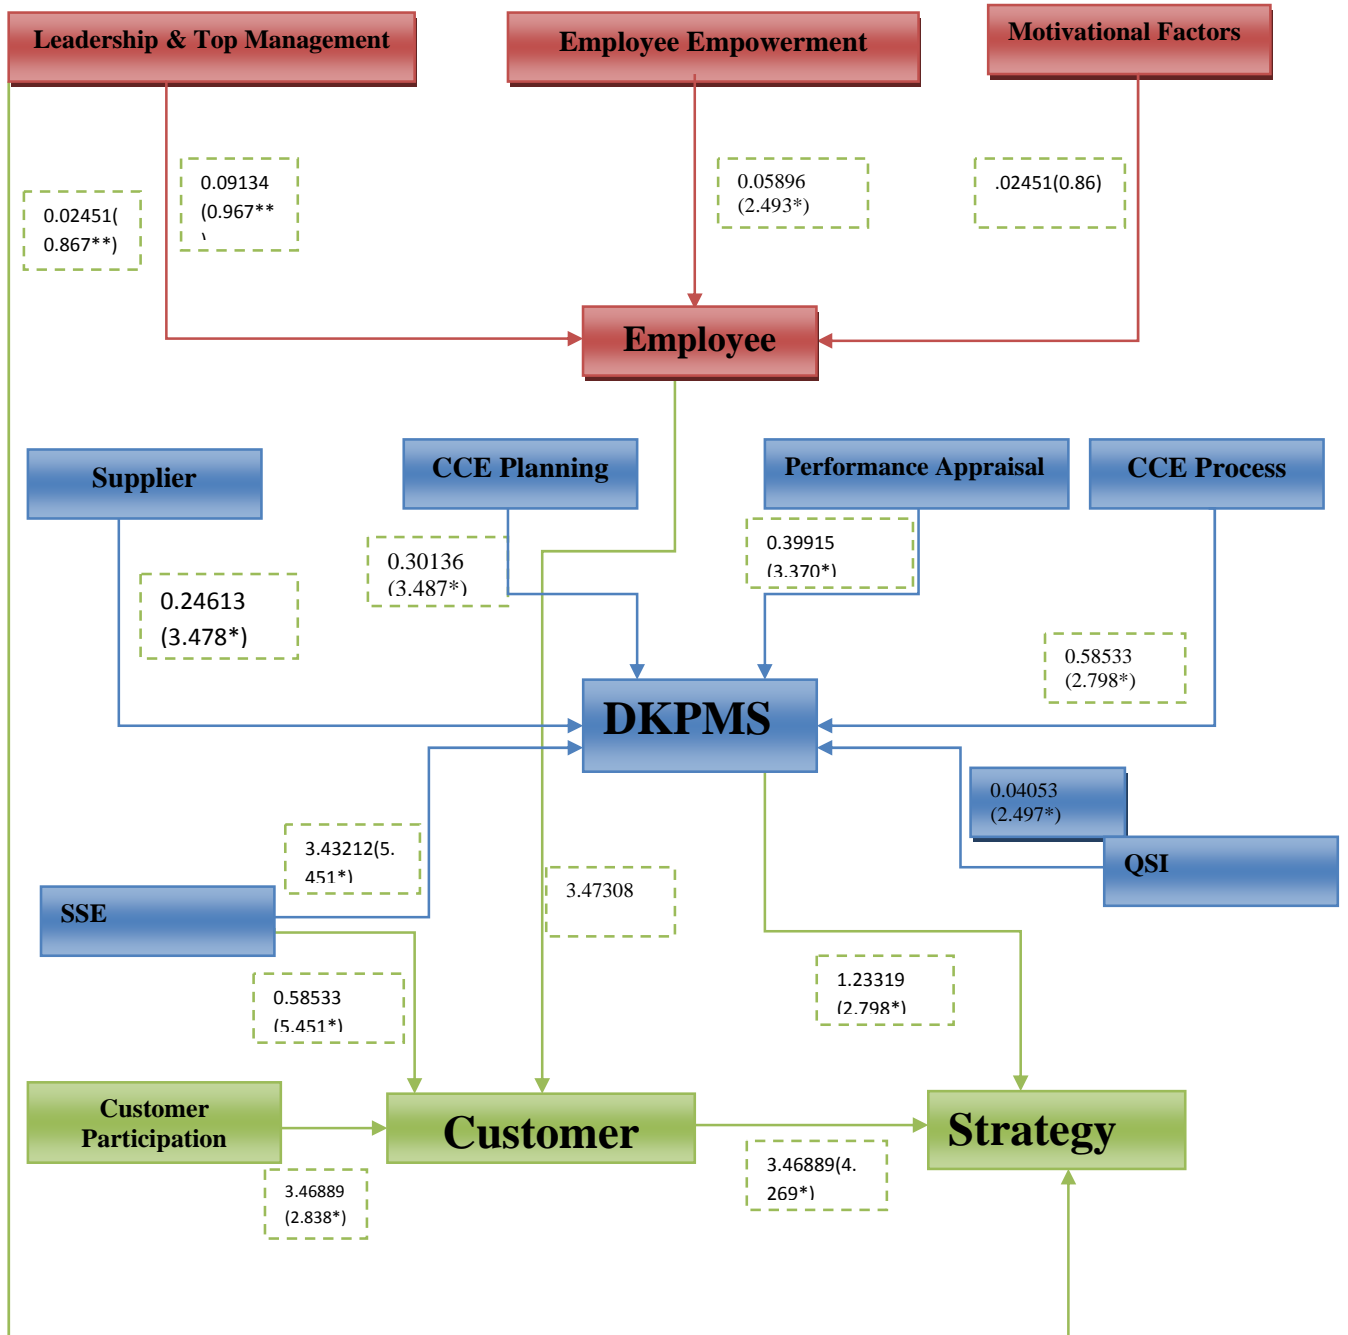 Leadership & Top Management
Employee Empowerment
Motivational Factors
0.02451(
0.867**)
0.09134
(0.967**
)
0.05896
(2.493*)
.02451(0.86)
Employee
Supplier
CCE Planning
Performance Appraisal
CCE Process
0.24613
(3.478*)
0.30136
(3.487*)
0.39915
(3.370*)
0.58533
(2.798*)
DKPMS
0.04053
(2.497*)
QSI
3.43212(5.
451*)
SSE
3.47308
0.58533
(5.451*)
1.23319
(2.798*)
Customer
Participation
Customer
Strategy
3.46889
(2.838*)
3.46889(4.
269*)